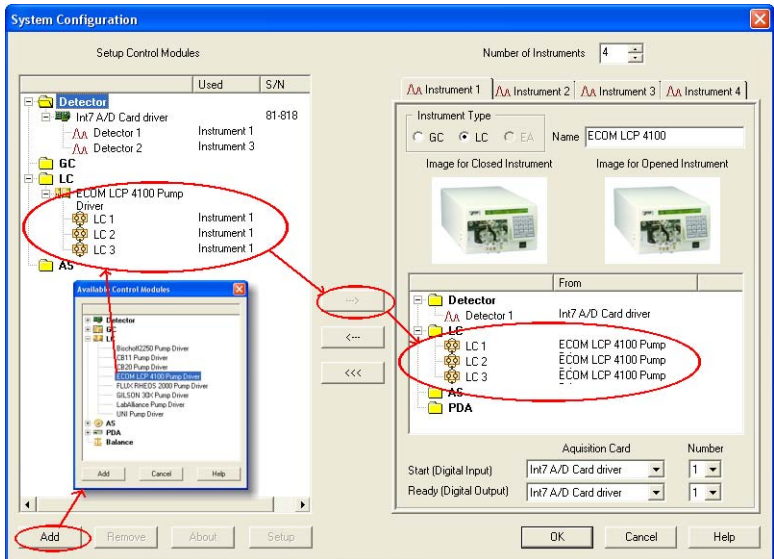 System Configuration
Setup Control Modules
Number of Instruments 4
Used S/N
Detector
Int7 A/D Card driver 81-818
Detector 1 Instrument 1
Detector 2 Instrument 3
GC
LC
ECOM LCP 4100 Pump
Driver
LC 1 Instrument 1
LC 2 Instrument 1
LC 3 Instrument 1
AS
Available Control Modules
Detector
GC
LC
Bischoff2250 Pump Driver
CB11 Pump Driver
CB20 Pump Driver
ECOM LCP 4100 Pump Driver
FLUX RHEOS 2000 Pump Driver
GILSON 30X Pump Driver
LabAlliance Pump Driver
UNI Pump Driver
AS
PDA
Balance
Add Cancel Help
Add Remove About Setup
--->
<---
<<<
Instrument 1 Instrument 2 Instrument 3 Instrument 4
Instrument Type
GC LC EA Name ECOM LCP 4100
Image for Closed Instrument Image for Opened Instrument
From
Detector
Detector 1 Int7 A/D Card driver
LC
LC 1 ECOM LCP 4100 Pump
LC 2 ECOM LCP 4100 Pump
LC 3 ECOM LCP 4100 Pump
AS
PDA
Aquisition Card Number
Start (Digital Input) Int7 A/D Card driver 1
Ready (Digital Output) Int7 A/D Card driver 1
OK Cancel Help